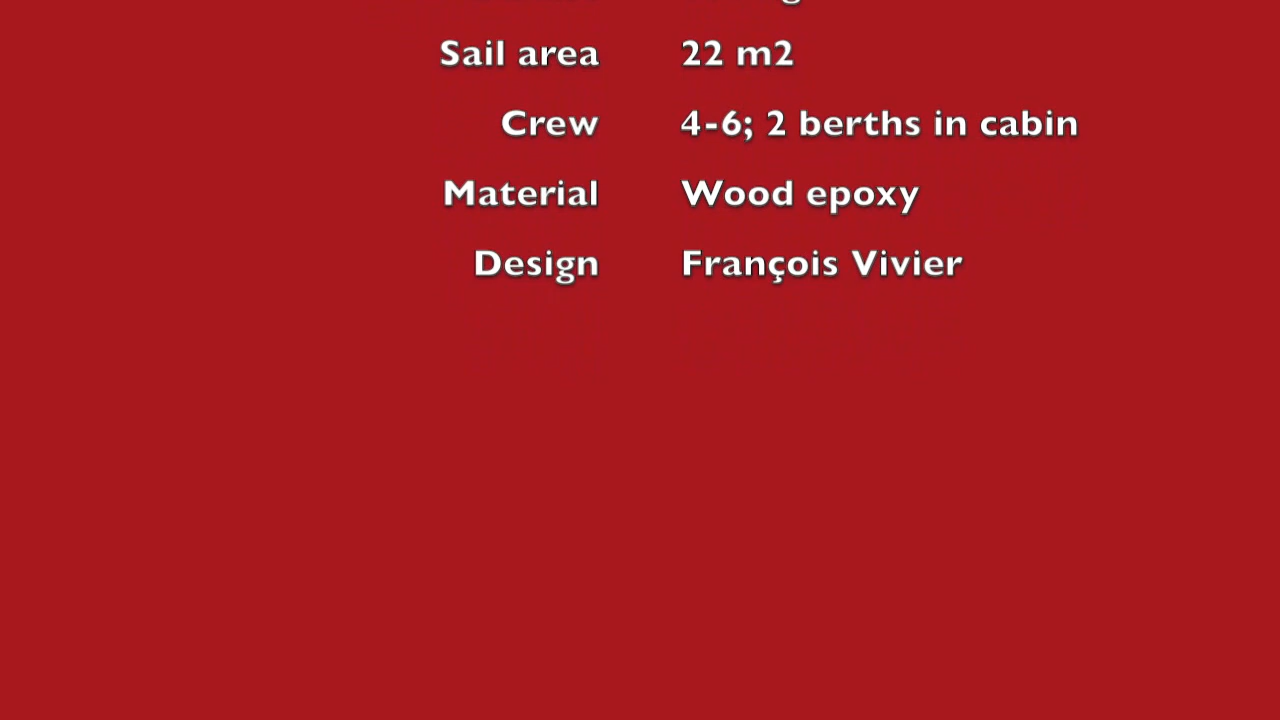 Sail area 22 m2
Crew 4-6; 2 berths in cabin
Material Wood epoxy
Design François Vivier